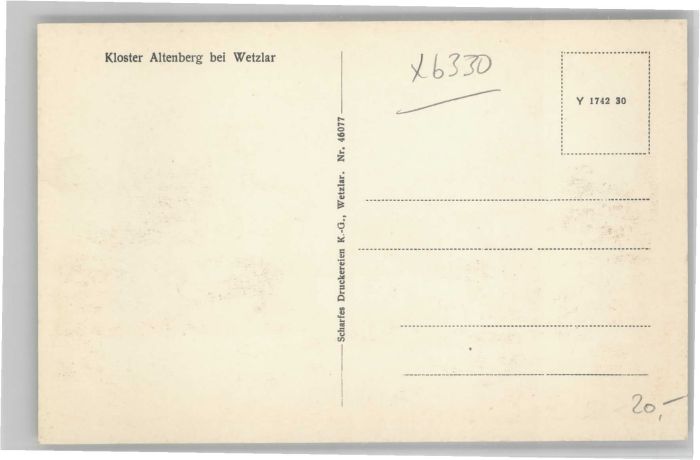 Kloster Altenberg bei Wetzlar
X6330
Y 1742 30
Scharfes Druckereien K.-G., Wetzlar. Nr. 46077
20,-